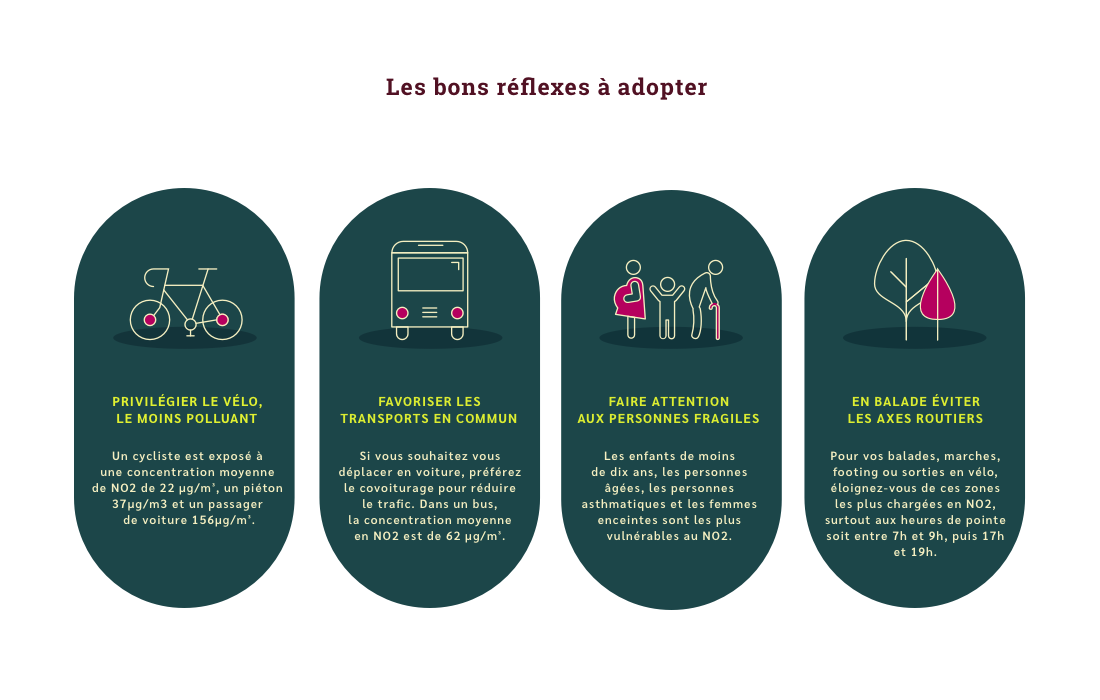 Les bons réflexes à adopter
PRIVILÉGIER LE VÉLO,
LE MOINS POLLUANT
Un cycliste est exposé à
une concentration moyenne
de NO2 de 22 µg/m³, un piéton
37µg/m3 et un passager
de voiture 156µg/m³.
FAVORISER LES
TRANSPORTS EN COMMUN
Si vous souhaitez vous
déplacer en voiture, préférez
le covoiturage pour réduire
le trafic. Dans un bus,
la concentration moyenne
en NO2 est de 62 µg/m³.
FAIRE ATTENTION
AUX PERSONNES FRAGILES
Les enfants de moins
de dix ans, les personnes
âgées, les personnes
asthmatiques et les femmes
enceintes sont les plus
vulnérables au NO2.
EN BALADE ÉVITER
LES AXES ROUTIERS
Pour vos balades, marches,
footing ou sorties en vélo,
éloignez-vous de ces zones
les plus chargées en NO2,
surtout aux heures de pointe
soit entre 7h et 9h, puis 17h
et 19h.